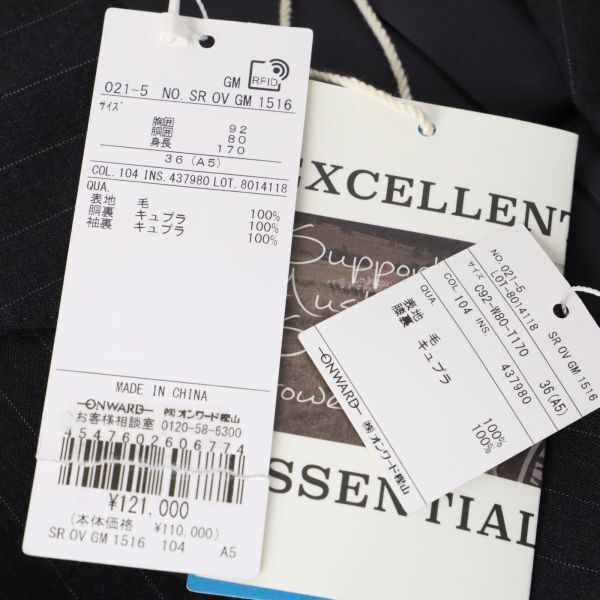 GM RFID
021-5 NO. SR OV GM 1516
サイズ
胸囲 92
胴囲 80
身長 170
36 (A5)
COL. 104 INS. 437980 LOT. 8014118
QUA.
表地 毛 100%
胴裏 キュプラ 100%
袖裏 キュプラ 100%
MADE IN CHINA
ONWARD ㈱オンワード樫山
お客様相談室 0120-58-6300
4547602606774
¥121,000
(本体価格 ¥110,000)
SR OV GM 1516 104 A5
EXCELLENT
Support
Aust
ESSENTIAL
NO. 021-5 SR OV GM 1516
LOT-8014118
サイズ C92-W80-T170 36(A5)
COL. 104 INS. 437980
QUA.
表地 毛 100%
膝裏 キュプラ 100%
ONWARD ㈱オンワード樫山